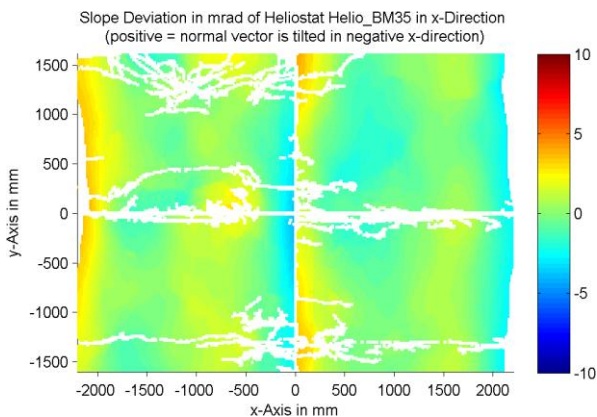 Slope Deviation in mrad of Heliostat Helio_BM35 in x-Direction
(positive = normal vector is tilted in negative x-direction)
1500
1000
500
0
-500
-1000
-1500
y-Axis in mm
-2000 -1500 -1000 -500 0 500 1000 1500 2000
x-Axis in mm
10
5
0
-5
-10